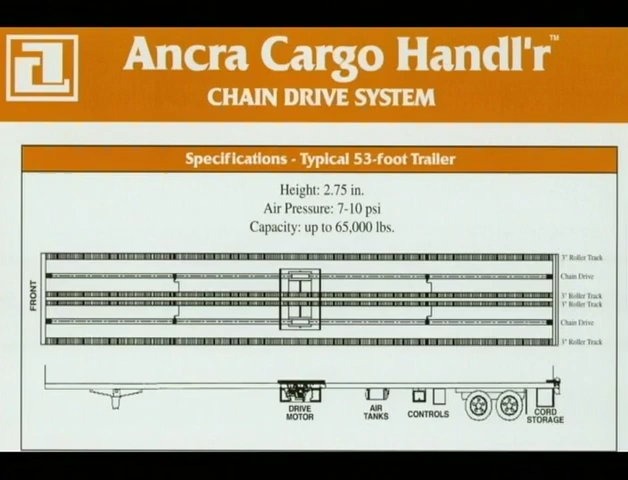 Ancra Cargo Handl'r™
CHAIN DRIVE SYSTEM
Specifications - Typical 53-foot Trailer
Height: 2.75 in.
Air Pressure: 7-10 psi
Capacity: up to 65,000 lbs.
FRONT
3" Roller Track
Chain Drive
3" Roller Track
3" Roller Track
Chain Drive
3" Roller Track
DRIVE
MOTOR
AIR
TANKS
CONTROLS
CORD
STORAGE